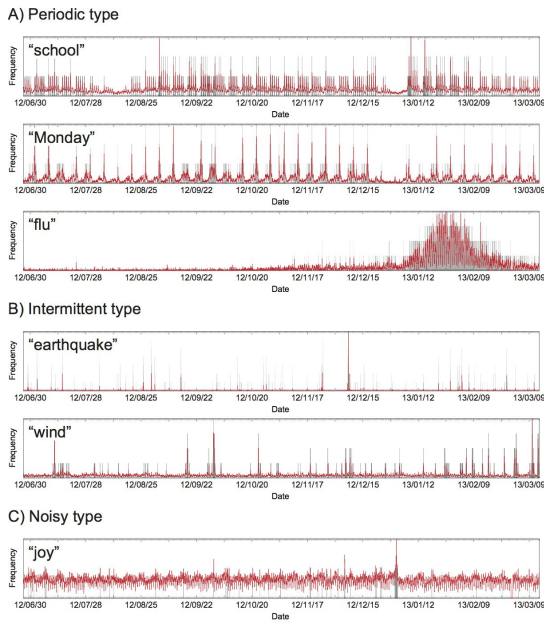 A) Periodic type
"school"
Frequency
12/06/30 12/07/28 12/08/25 12/09/22 12/10/20 12/11/17 12/12/15 13/01/12 13/02/09 13/03/09
Date
"Monday"
Frequency
12/06/30 12/07/28 12/08/25 12/09/22 12/10/20 12/11/17 12/12/15 13/01/12 13/02/09 13/03/09
Date
"flu"
Frequency
12/06/30 12/07/28 12/08/25 12/09/22 12/10/20 12/11/17 12/12/15 13/01/12 13/02/09 13/03/09
Date
B) Intermittent type
"earthquake"
Frequency
12/06/30 12/07/28 12/08/25 12/09/22 12/10/20 12/11/17 12/12/15 13/01/12 13/02/09 13/03/09
Date
"wind"
Frequency
12/06/30 12/07/28 12/08/25 12/09/22 12/10/20 12/11/17 12/12/15 13/01/12 13/02/09 13/03/09
Date
C) Noisy type
"joy"
Frequency
12/06/30 12/07/28 12/08/25 12/09/22 12/10/20 12/11/17 12/12/15 13/01/12 13/02/09 13/03/09
Date